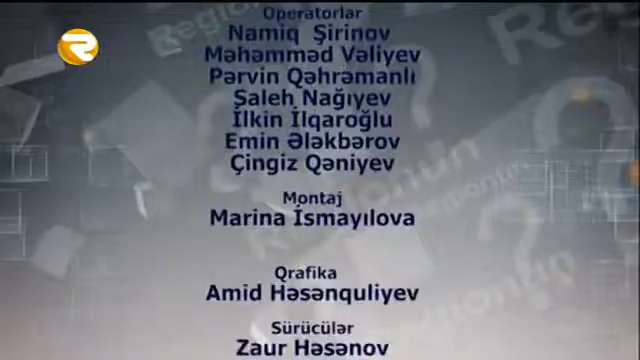 Operatorlar
Namiq Şirinov
Məhəmməd Vəliyev
Pərvin Qəhrəmanlı
Şaleh Nağıyev
İlkin İlqaroğlu
Emin Ələkbərov
Çingiz Qəniyev
Montaj
Marina İsmayılova
Qrafika
Amid Həsənquliyev
Sürücülər
Zaur Həsənov